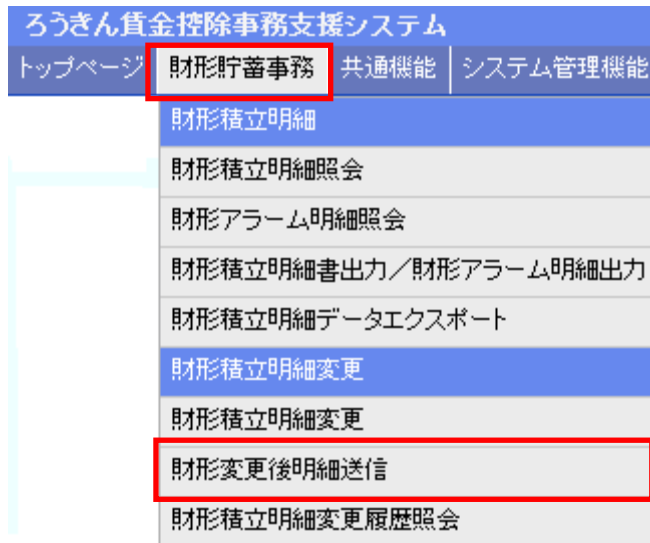 ろうきん賃金控除事務支援システム
トップページ 財形貯蓄事務 共通機能 システム管理機能
財形積立明細
財形積立明細照会
財形アラーム明細照会
財形積立明細書出力／財形アラーム明細出力
財形積立明細データエクスポート
財形積立明細変更
財形積立明細変更
財形変更後明細送信
財形積立明細変更履歴照会